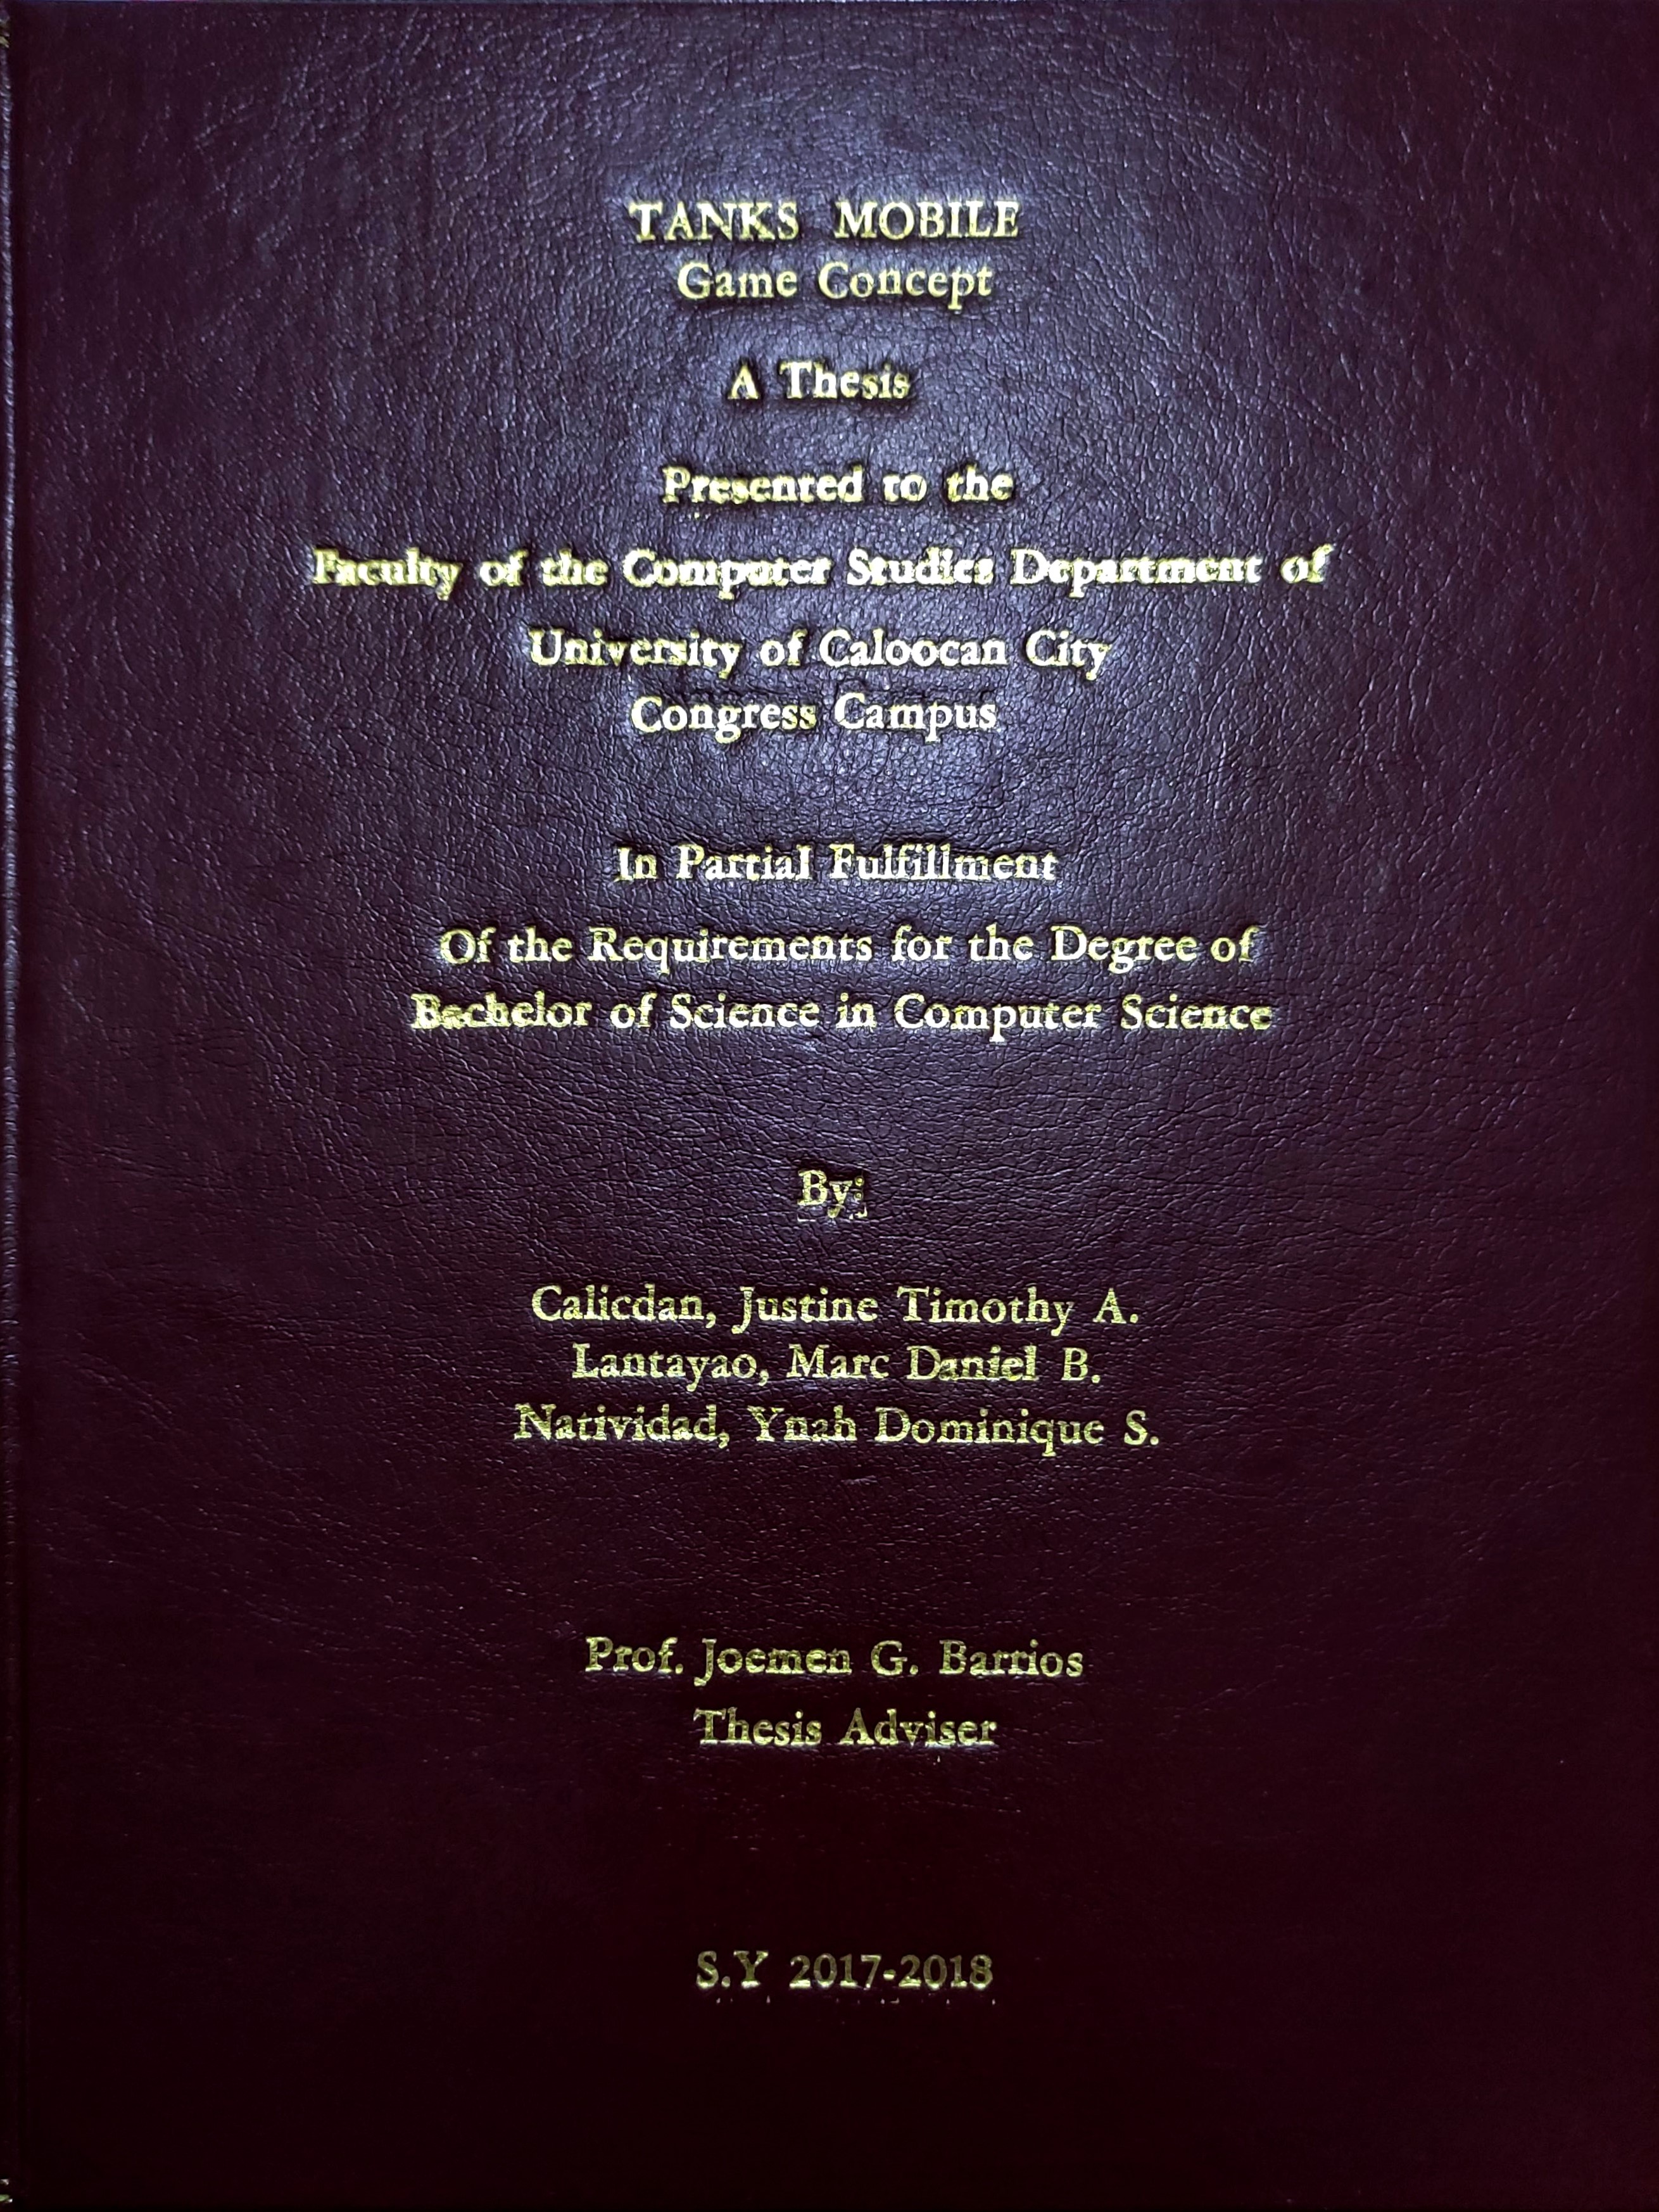 TANKS MOBILE
Game Concept
A Thesis
Presented to the
Faculty of the Computer Studies Department of
University of Caloocan City
Congress Campus
In Partial Fulfillment
Of the Requirements for the Degree of
Bachelor of Science in Computer Science
By:
Calicdan, Justine Timothy A.
Lantayao, Marc Daniel B.
Natividad, Ynah Dominique S.
Prof. Joemen G. Barrios
Thesis Adviser
S.Y 2017-2018